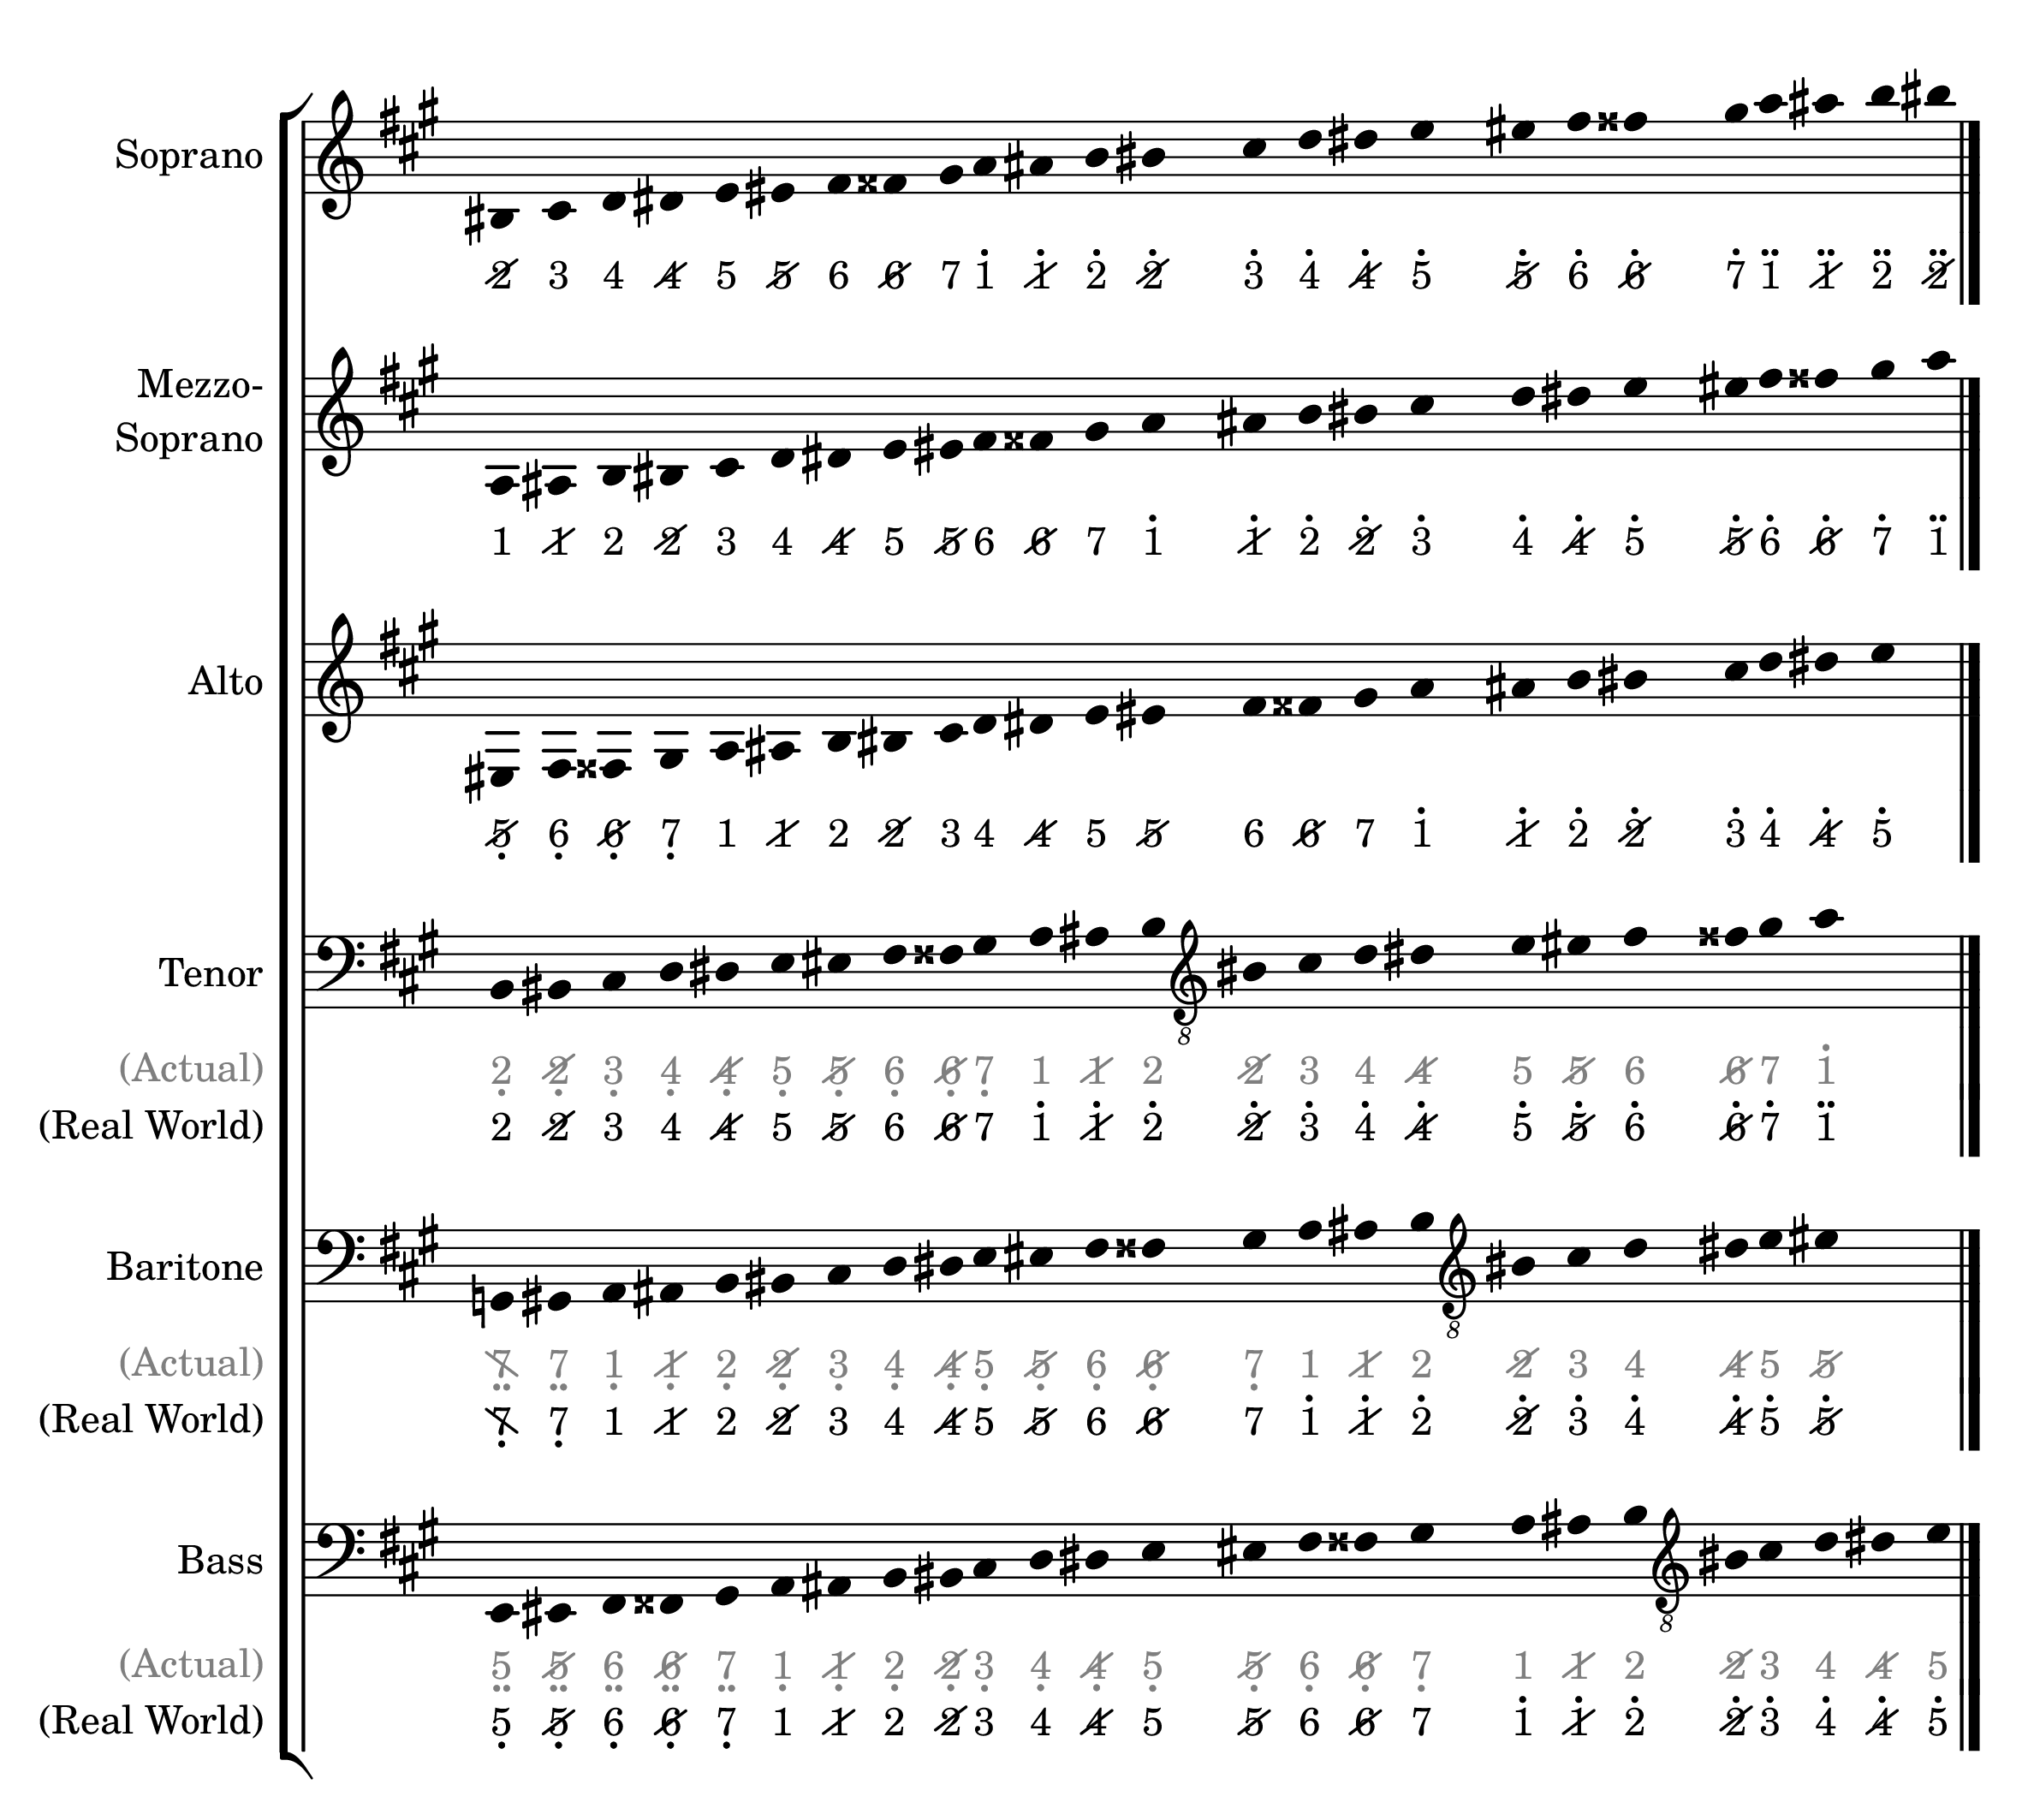 Soprano
2 3 4 4 5 5 6 6 7 1 1 2 2 3 4 4 5 5 6 6 7 1 1 2 2
Mezzo-
Soprano
1 1 2 2 3 4 4 5 5 6 6 7 1 1 2 2 3 4 4 5 5 6 6 7 1
Alto
5 6 6 7 1 1 2 2 3 4 4 5 5 6 6 7 1 1 2 2 3 4 4 5
Tenor
8
(Actual) 2 2 3 4 4 5 5 6 6 7 1 1 2 2 3 4 4 5 5 6 6 7 1
(Real World) 2 2 3 4 4 5 5 6 6 7 1 1 2 2 3 4 4 5 5 6 6 7 1
Baritone
8
(Actual) 7 7 1 1 2 2 3 4 4 5 5 6 6 7 1 1 2 2 3 4 4 5 5
(Real World) 7 7 1 1 2 2 3 4 4 5 5 6 6 7 1 1 2 2 3 4 4 5 5
Bass
8
(Actual) 5 5 6 6 7 1 1 2 2 3 4 4 5 5 6 6 7 1 1 2 2 3 4 4 5
(Real World) 5 5 6 6 7 1 1 2 2 3 4 4 5 5 6 6 7 1 1 2 2 3 4 4 5